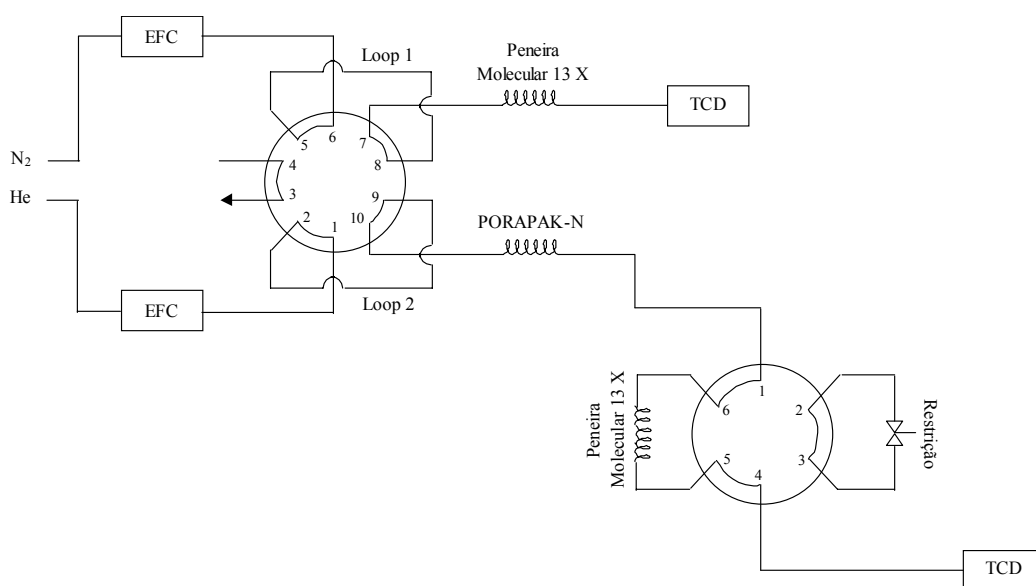 EFC
Loop 1
Peneira
Molecular 13 X
TCD
N₂
He
5
6
7
4
8
3
9
2
1
10
PORAPAK-N
EFC
Loop 2
Peneira
Molecular 13 X
6
1
2
5
4
3
Restrição
TCD